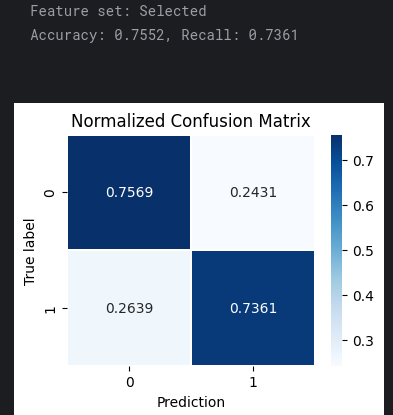 Feature set: Selected
Accuracy: 0.7552, Recall: 0.7361
Normalized Confusion Matrix
0.7569 0.2431
0.2639 0.7361
0
1
True label
0 1
Prediction
0.7
0.6
0.5
0.4
0.3